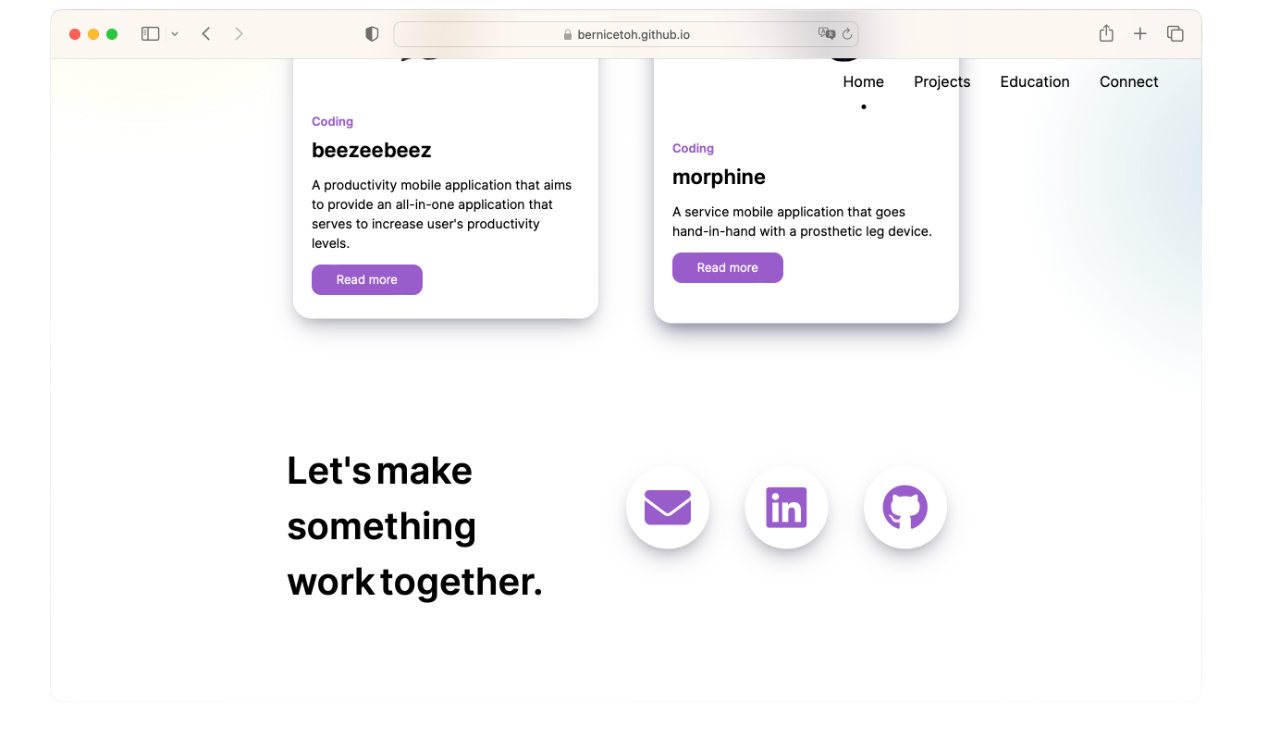 bernicetoh.github.io
Home Projects Education Connect
Coding
beezeebeez
A productivity mobile application that aims
to provide an all-in-one application that
serves to increase user's productivity
levels.
Read more
Coding
morphine
A service mobile application that goes
hand-in-hand with a prosthetic leg device.
Read more
Let's make
something
work together.
in